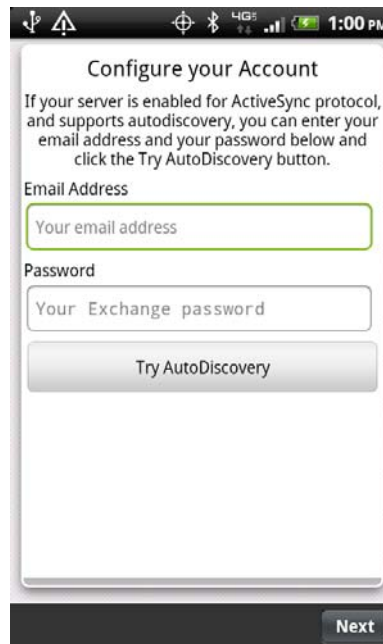 4G 1:00 PM
Configure your Account
If your server is enabled for ActiveSync protocol,
and supports autodiscovery, you can enter your
email address and your password below and
click the Try AutoDiscovery button.
Email Address
Your email address
Password
Your Exchange password
Try AutoDiscovery
Next